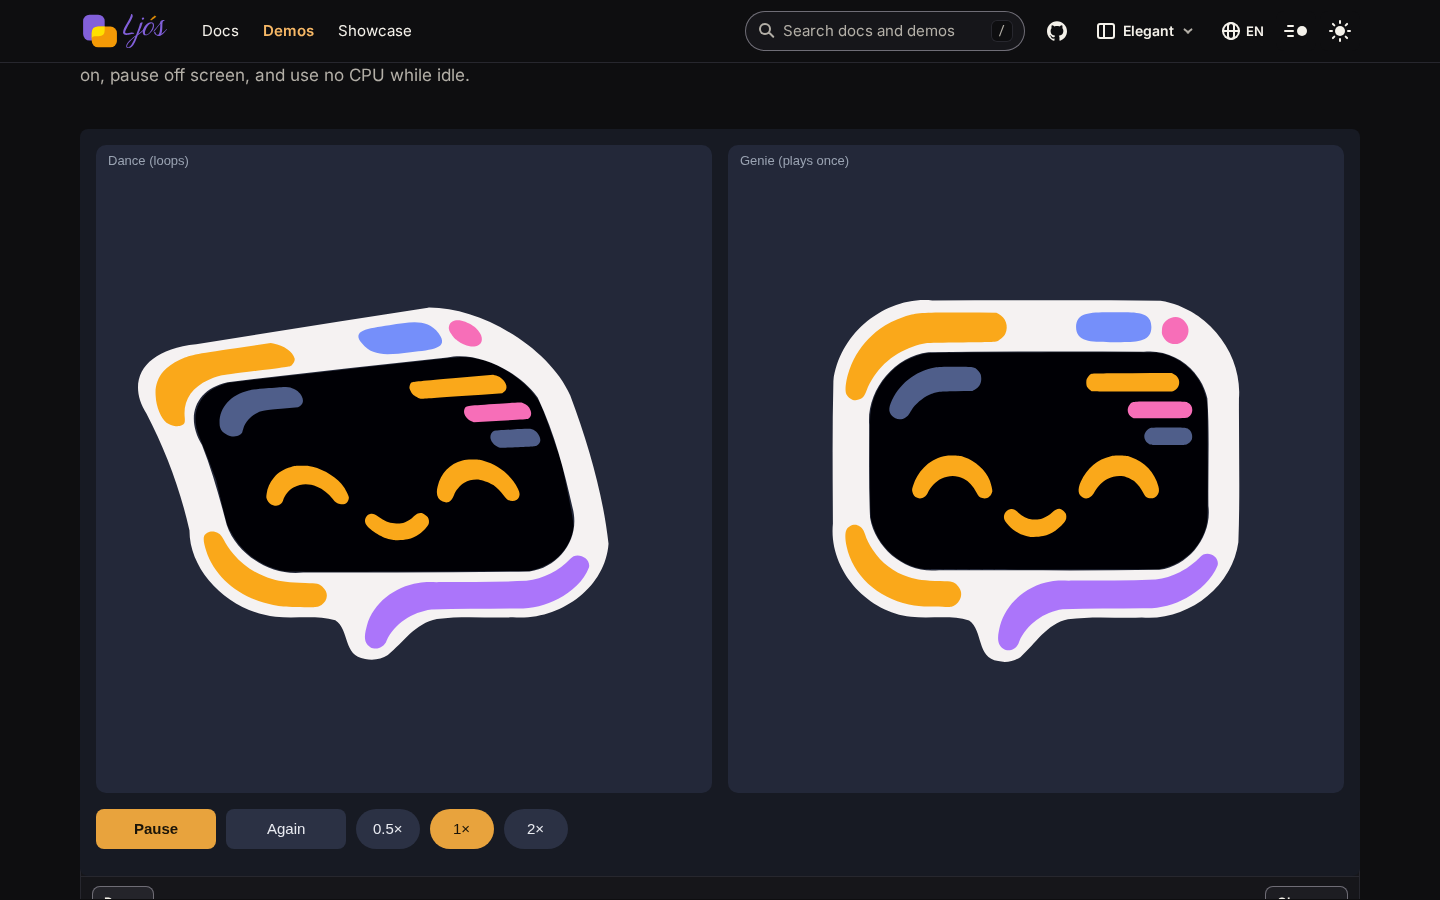 Ljós
Docs
Demos
Showcase
Search docs and demos
/
Elegant
EN
on, pause off screen, and use no CPU while idle.
Dance (loops)
Genie (plays once)
Pause
Again
0.5×
1×
2×